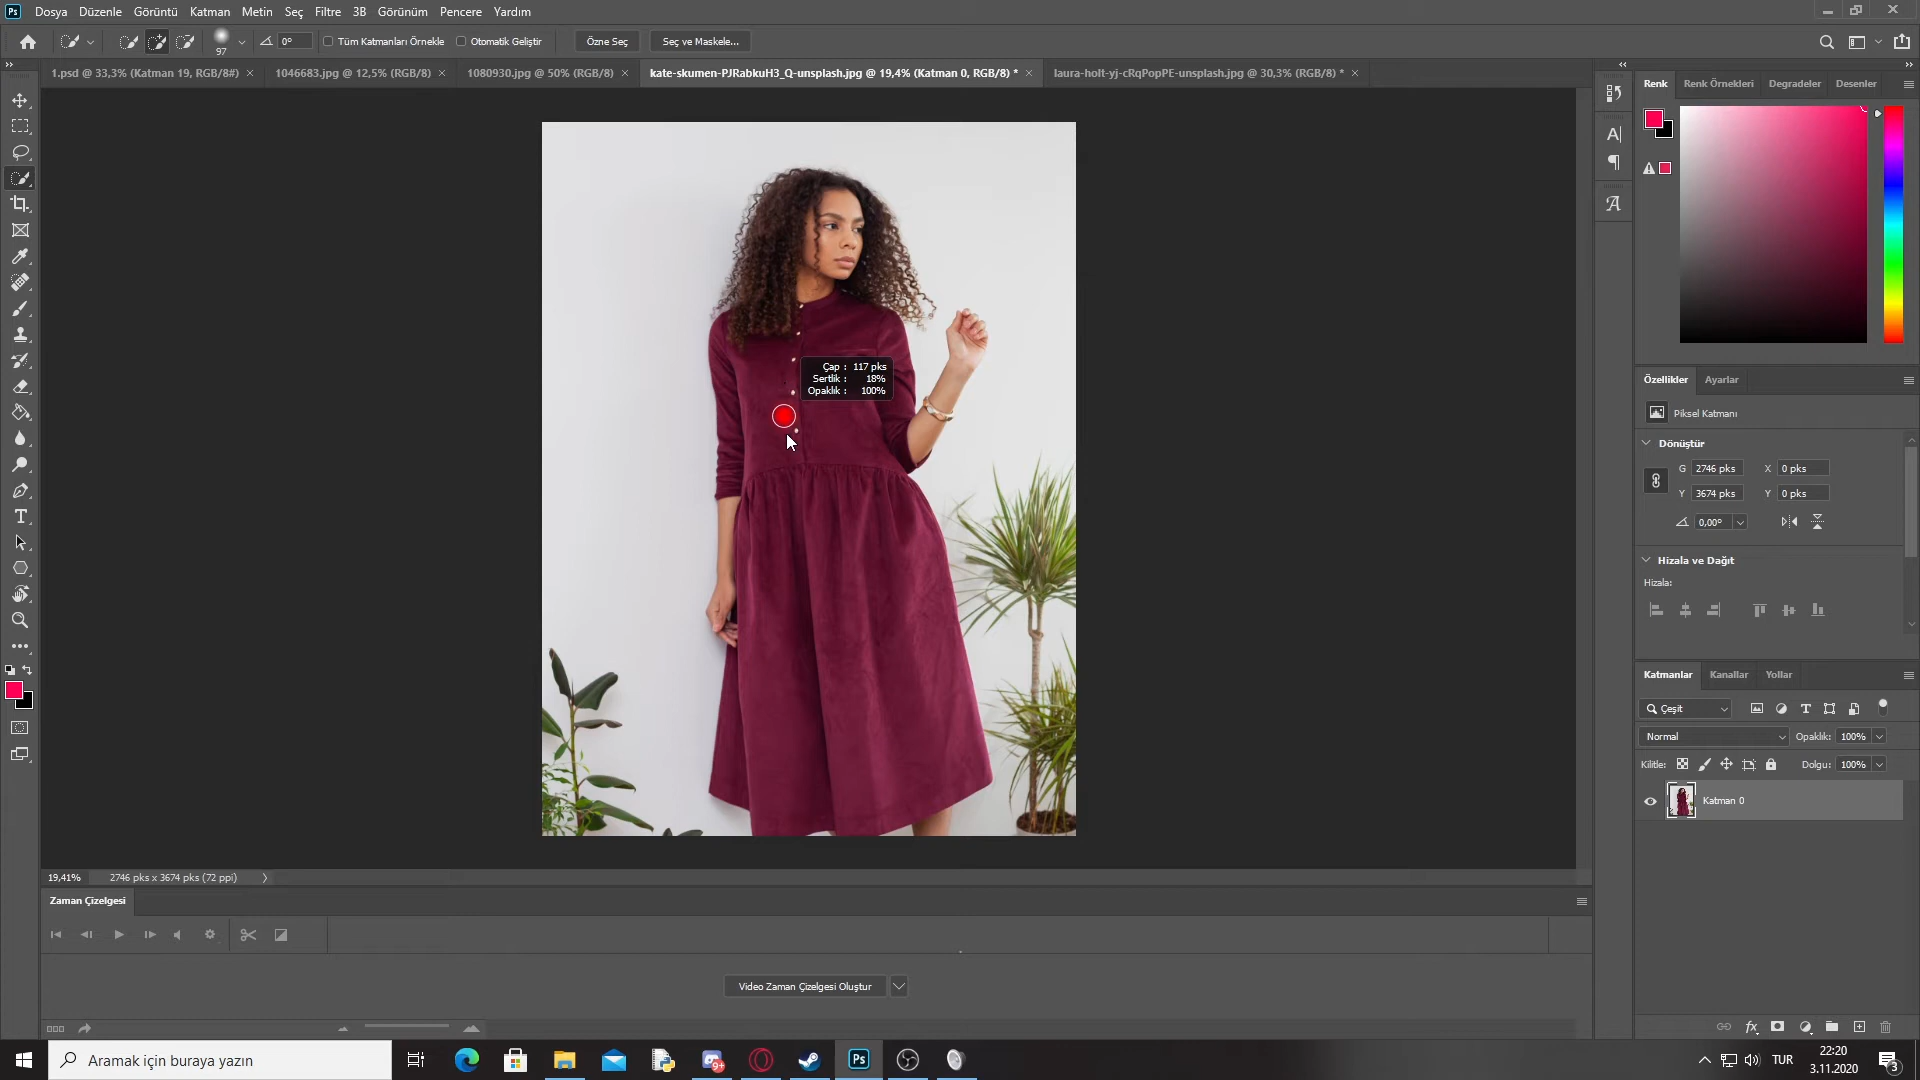 Ps Dosya Düzenle Görüntü Katman Metin Seç Filtre 3B Görünüm Pencere Yardım
97 0° Tüm Katmanları Örnekle Otomatik Geliştir Özne Seç Seç ve Maskele...
1.psd @ 33,3% (Katman 19, RGB/8#) 1046683.jpg @ 12,5% (RGB/8) 1080930.jpg @ 50% (RGB/8) kate-skumen-PJRabkuH3_Q-unsplash.jpg @ 19,4% (Katman 0, RGB/8) * laura-holt-yj-cRqPopPE-unsplash.jpg @ 30,3% (RGB/8) *
Renk Renk Örnekleri Degradeler Desenler
Çap : 117 pks
Sertlik : 18%
Opaklık : 100%
Özellikler Ayarlar
Piksel Katmanı
Dönüştür
G 2746 pks X 0 pks
Y 3674 pks Y 0 pks
0,00°
Hizala ve Dağıt
Hizala:
Katmanlar Kanallar Yollar
Çeşit
Normal Opaklık: 100%
Kilitle: Dolgu: 100%
Katman 0
19,41% 2746 pks x 3674 pks (72 ppi)
Zaman Çizelgesi
Video Zaman Çizelgesi Oluştur
fx
Aramak için buraya yazın
9+
Ps
TUR
22:20
3.11.2020
3